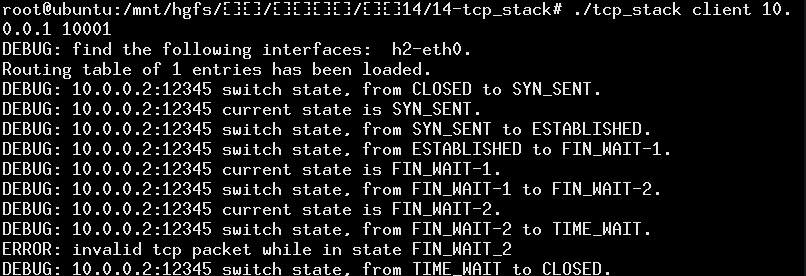 root@ubuntu:/mnt/hgfs/[][]/[][][][]/[][]14/14-tcp_stack# ./tcp_stack client 10.
0.0.1 10001
DEBUG: find the following interfaces:  h2-eth0.
Routing table of 1 entries has been loaded.
DEBUG: 10.0.0.2:12345 switch state, from CLOSED to SYN_SENT.
DEBUG: 10.0.0.2:12345 current state is SYN_SENT.
DEBUG: 10.0.0.2:12345 switch state, from SYN_SENT to ESTABLISHED.
DEBUG: 10.0.0.2:12345 switch state, from ESTABLISHED to FIN_WAIT-1.
DEBUG: 10.0.0.2:12345 current state is FIN_WAIT-1.
DEBUG: 10.0.0.2:12345 switch state, from FIN_WAIT-1 to FIN_WAIT-2.
DEBUG: 10.0.0.2:12345 current state is FIN_WAIT-2.
DEBUG: 10.0.0.2:12345 switch state, from FIN_WAIT-2 to TIME_WAIT.
ERROR: invalid tcp packet while in state FIN_WAIT_2
DEBUG: 10.0.0.2:12345 switch state, from TIME_WAIT to CLOSED.